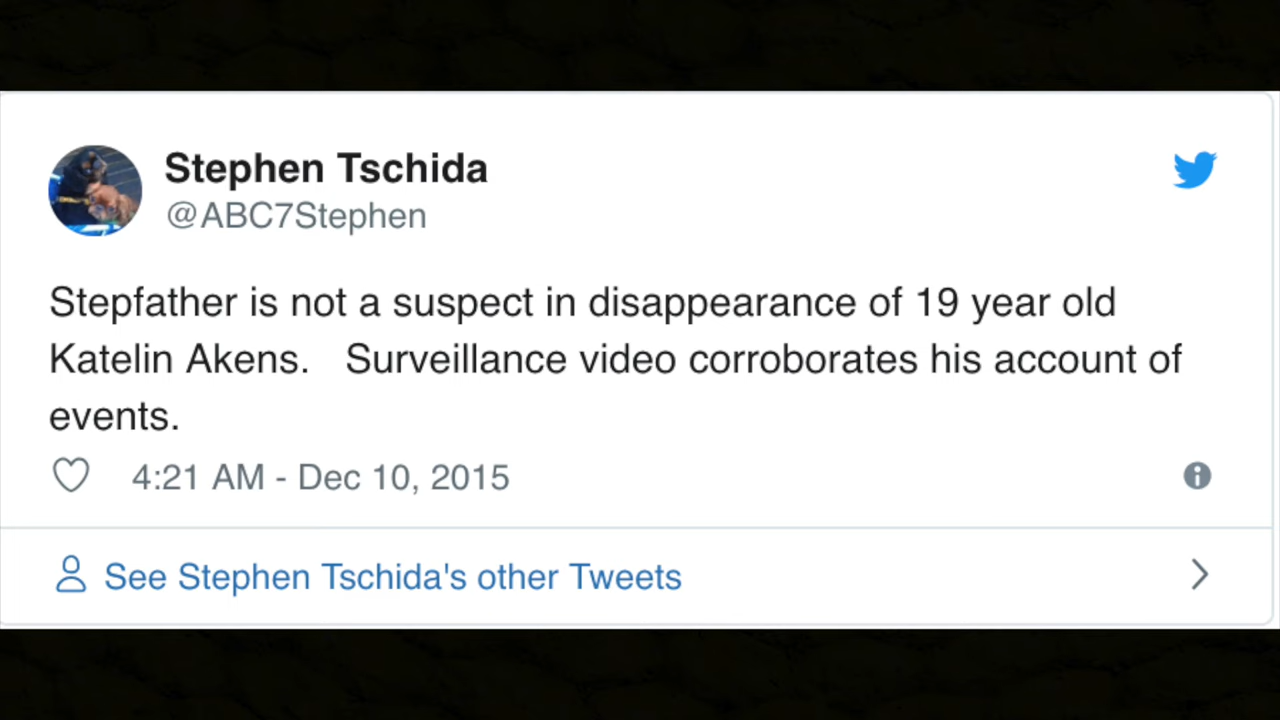 Stephen Tschida
@ABC7Stephen
Stepfather is not a suspect in disappearance of 19 year old
Katelin Akens.   Surveillance video corroborates his account of
events.
4:21 AM - Dec 10, 2015
See Stephen Tschida's other Tweets